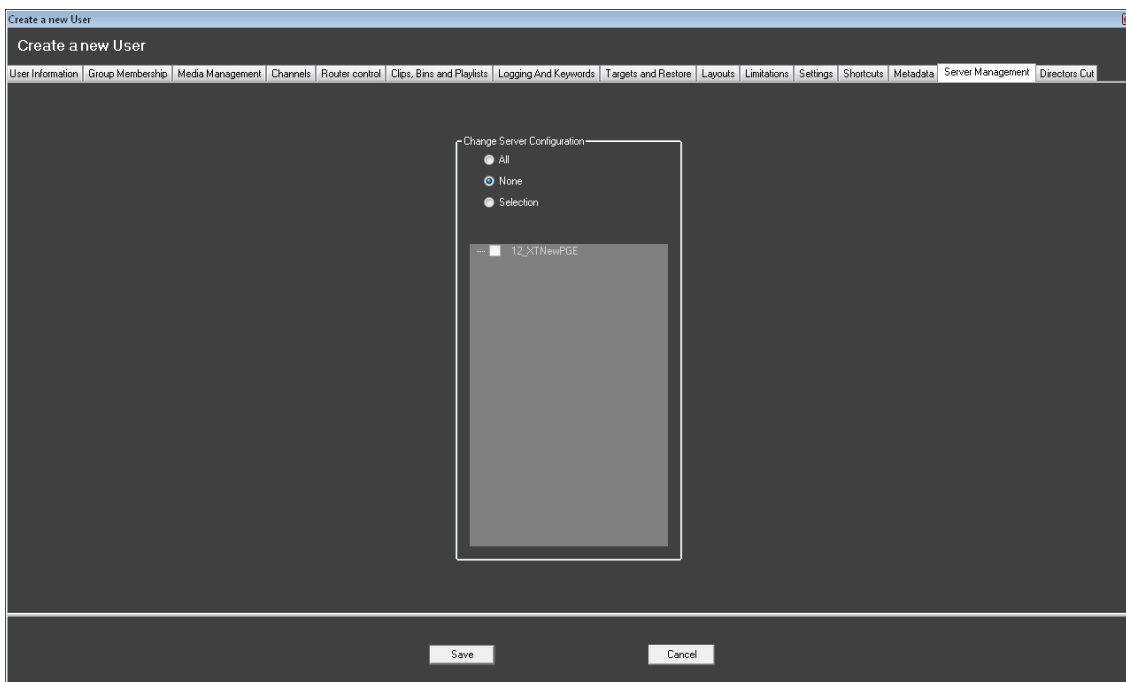 Create a new User
Create a new User
User Information Group Membership Media Management Channels Router control Clips, Bins and Playlists Logging And Keywords Targets and Restore Layouts Limitations Settings Shortcuts Metadata Server Management Directors Cut
Change Server Configuration
All
None
Selection
12_XTNewPGE
Save Cancel